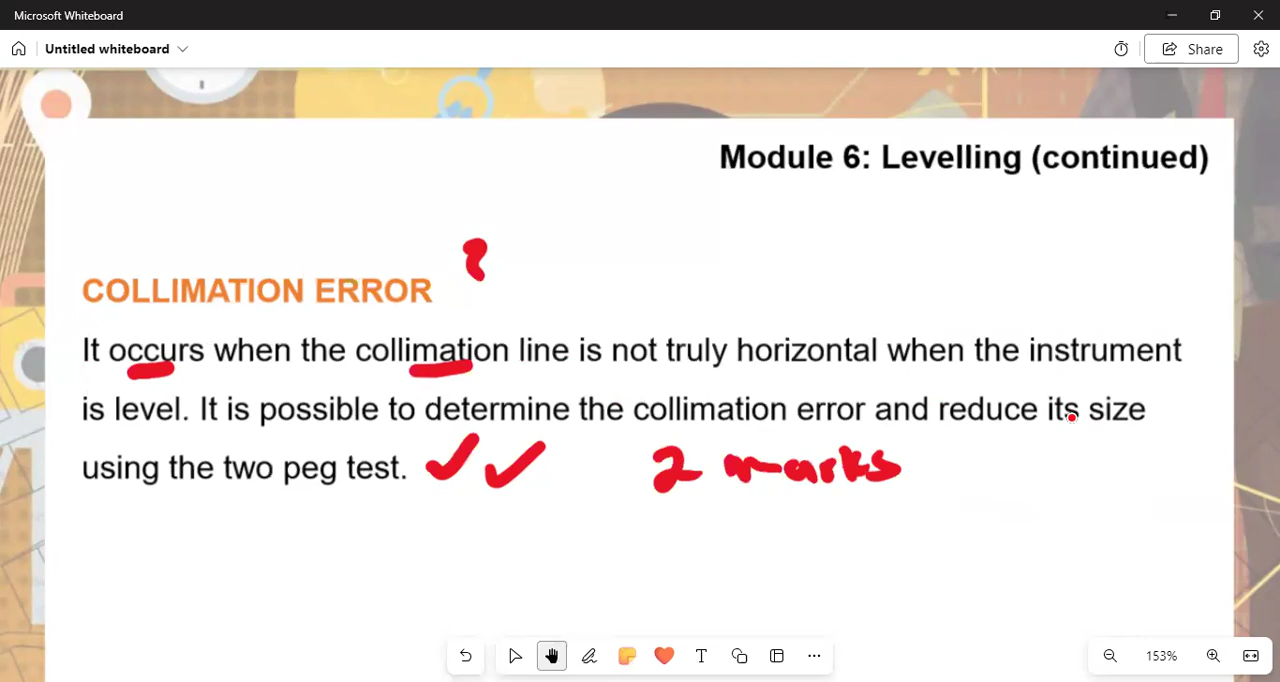 Microsoft Whiteboard
Untitled whiteboard
Share
Module 6: Levelling (continued)
COLLIMATION ERROR
It occurs when the collimation line is not truly horizontal when the instrument
is level. It is possible to determine the collimation error and reduce its size
using the two peg test. 2 marks
153%